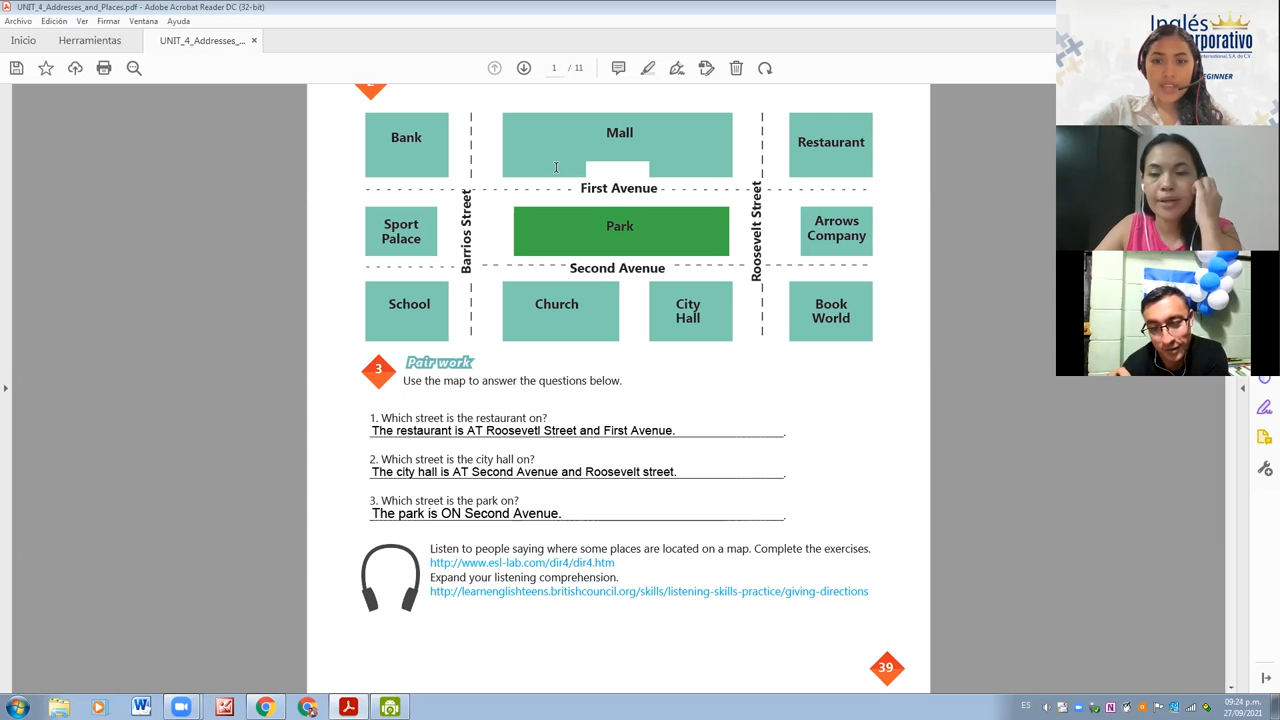 UNIT_4_Addresses_and_Places.pdf - Adobe Acrobat Reader DC (32-bit)
Archivo Edición Ver Firmar Ventana Ayuda
Inicio Herramientas UNIT_4_Addresses_... ×
1 / 11
Inglés
orporativo
International, S.A. de C.V.
EGINNER
Bank
Mall
Restaurant
First Avenue
Barrios Street
Roosevelt Street
Sport
Palace
Park
Arrows
Company
Second Avenue
School
Church
City
Hall
Book
World
3 Pair work
Use the map to answer the questions below.
1. Which street is the restaurant on?
The restaurant is AT Roosevetl Street and First Avenue.
2. Which street is the city hall on?
The city hall is AT Second Avenue and Roosevelt street.
3. Which street is the park on?
The park is ON Second Avenue.
Listen to people saying where some places are located on a map. Complete the exercises.
http://www.esl-lab.com/dir4/dir4.htm
Expand your listening comprehension.
http://learnenglishteens.britishcouncil.org/skills/listening-skills-practice/giving-directions
39
ES 09:24 p.m.
27/09/2021